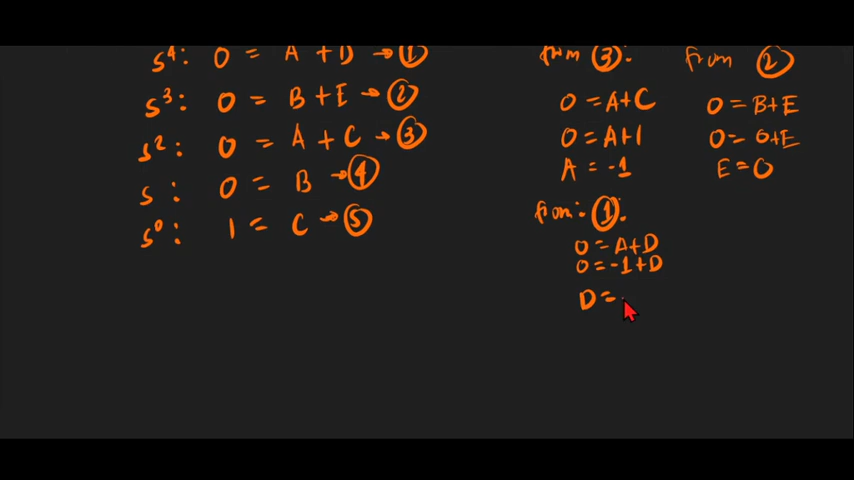 s⁴: 0 = A + D → ①
s³: 0 = B + E → ②
s²: 0 = A + C → ③
s: 0 = B → ④
s⁰: 1 = C → ⑤
from ③:
0 = A+C
0 = A+1
A = -1
from ②
0 = B+E
0 = 0+E
E = 0
from: ①:
0 = A+D
0 = -1+D
D =